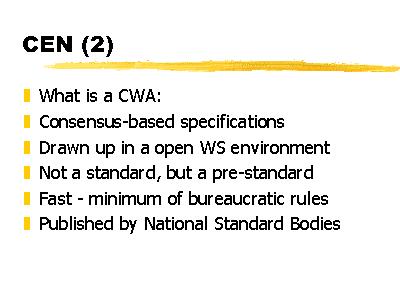 CEN (2)
What is a CWA:
Consensus-based specifications
Drawn up in a open WS environment
Not a standard, but a pre-standard
Fast - minimum of bureaucratic rules
Published by National Standard Bodies